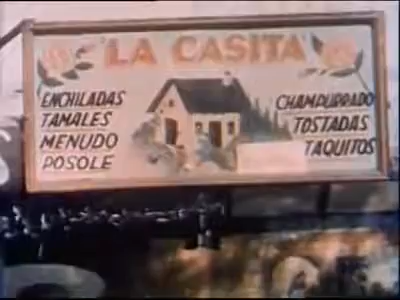 LA CASITA
ENCHILADAS
TAMALES
MENUDO
POSOLE
CHAMPURRADO
TOSTADAS
TAQUITOS